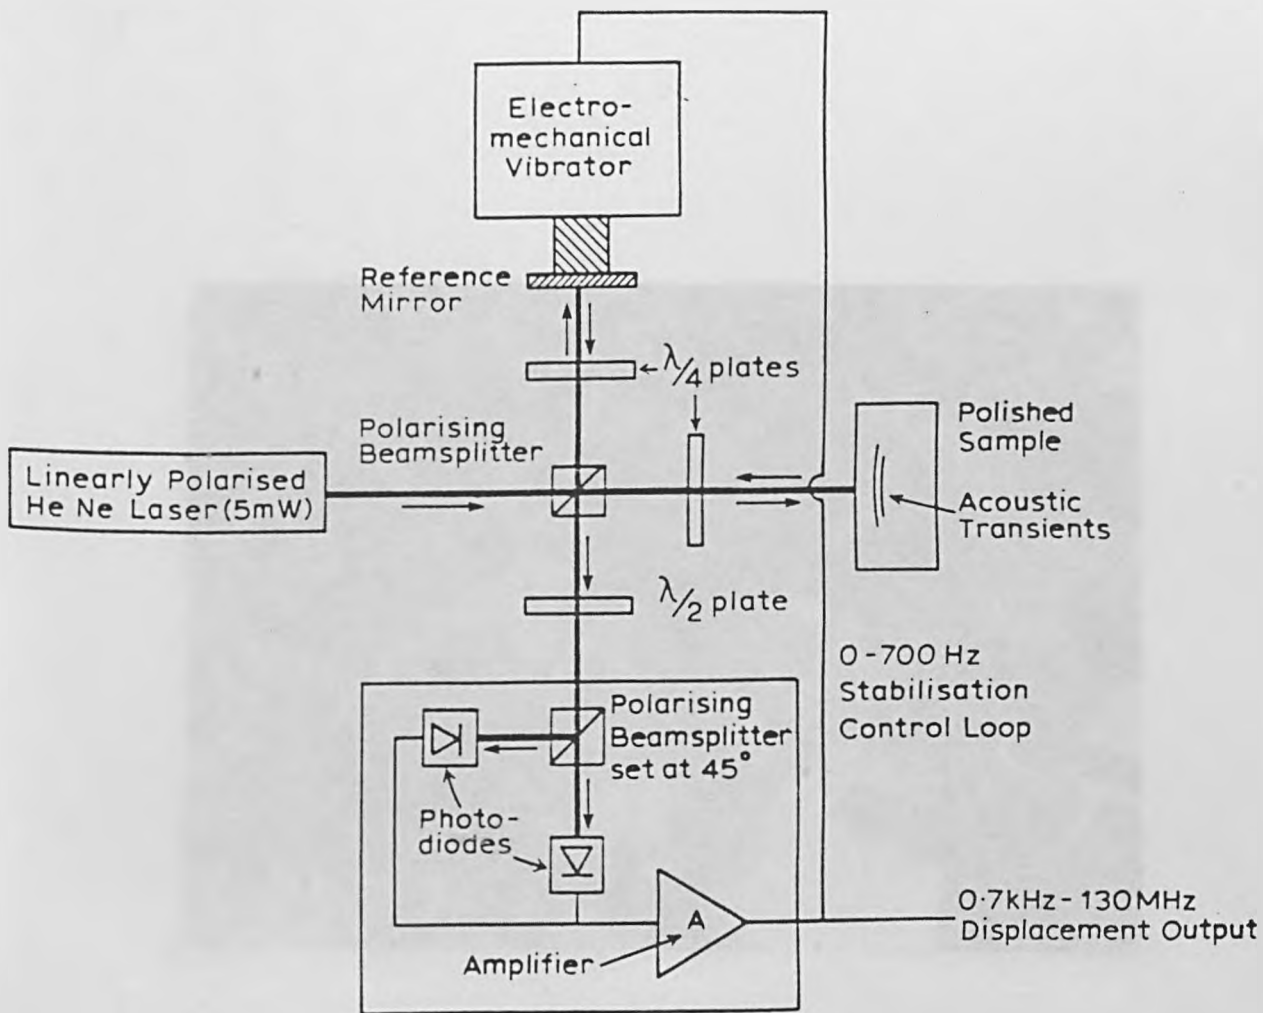 Electro-
mechanical
Vibrator
Reference
Mirror
λ/4 plates
Polarising
Beamsplitter
Polished
Sample
Linearly Polarised
He Ne Laser (5mW)
Acoustic
Transients
λ/2 plate
0-700 Hz
Stabilisation
Control Loop
Polarising
Beamsplitter
set at 45°
Photo-
diodes
A
Amplifier
0·7kHz-130MHz
Displacement Output